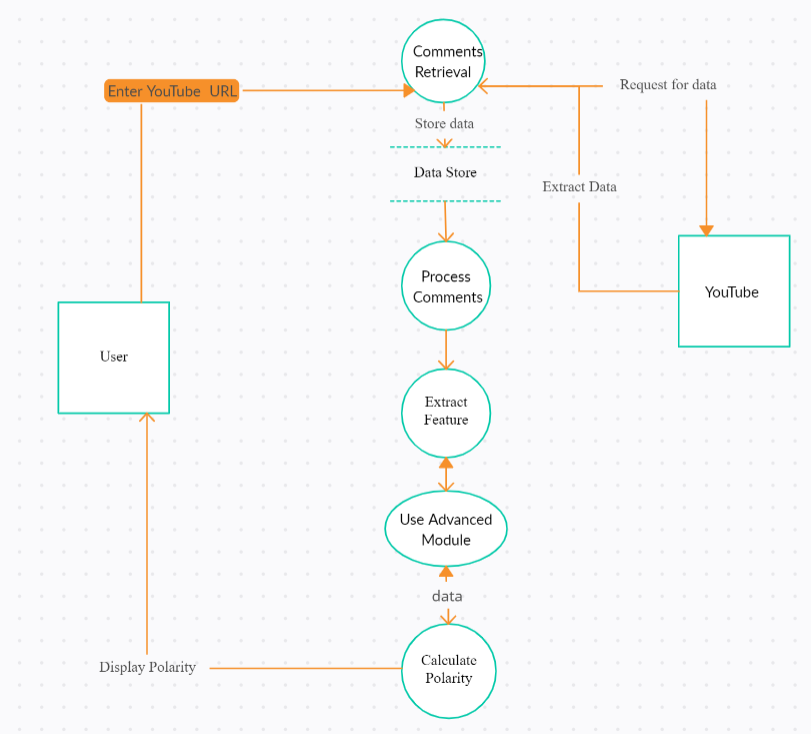 Comments
Retrieval
Enter YouTube URL
Request for data
Store data
Data Store
Extract Data
Process
Comments
YouTube
User
Extract
Feature
Use Advanced
Module
data
Calculate
Polarity
Display Polarity